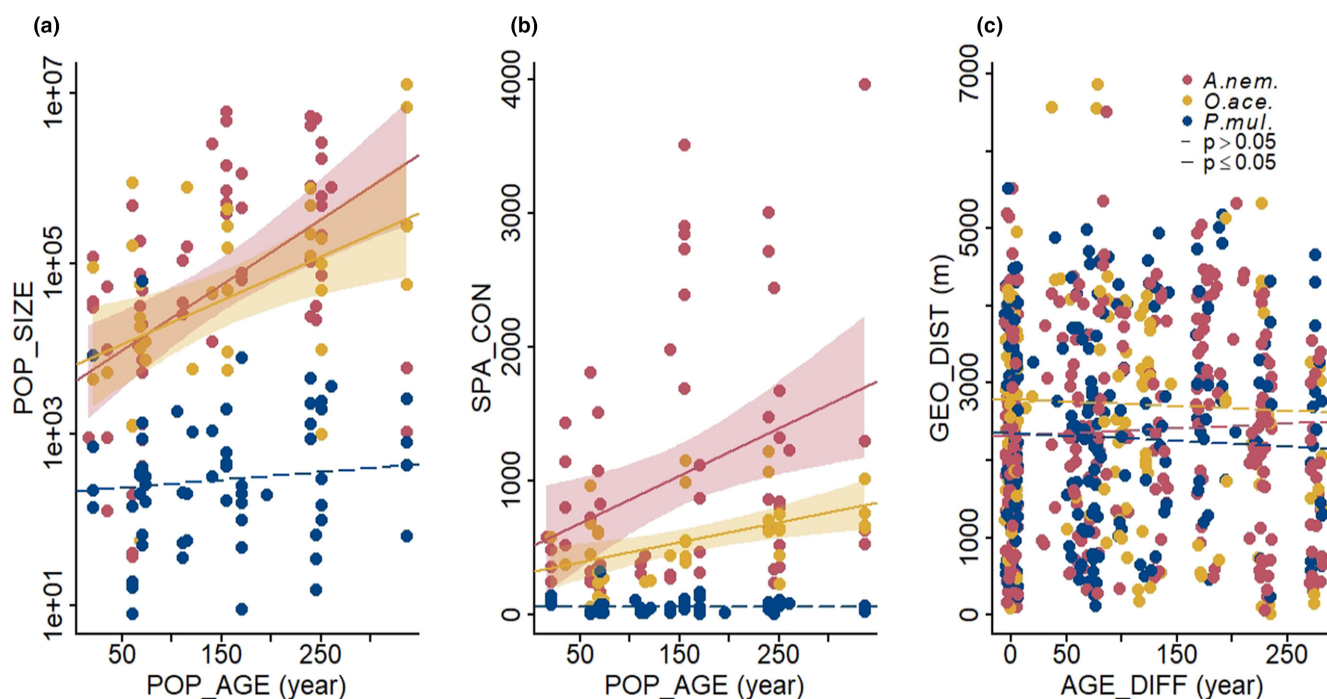 (a)
(b)
(c)
1e+07
1e+05
1e+03
1e+01
POP_SIZE
50
150
250
POP_AGE (year)
4000
3000
2000
1000
0
SPA_CON
50
150
250
POP_AGE (year)
7000
5000
3000
1000
0
GEO_DIST (m)
A.nem.
O.ace.
P.mul.
p > 0.05
p ≤ 0.05
0
50
150
250
AGE_DIFF (year)